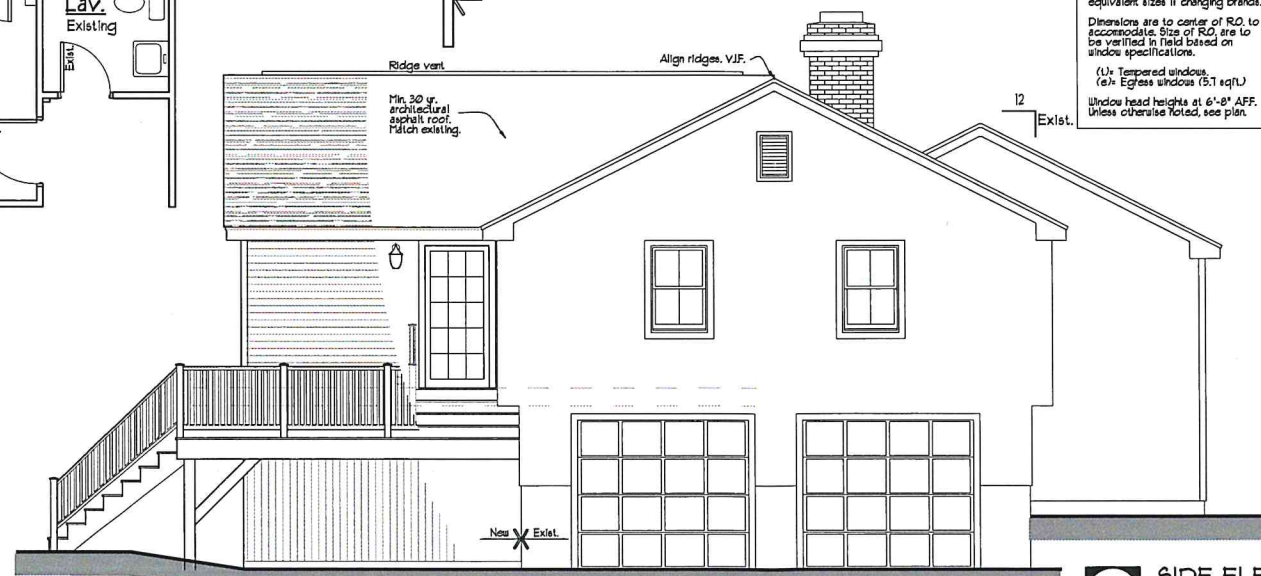 Lav.
Existing
Exist.
Ridge vent
Min. 30 yr.
architectural
asphalt roof.
Match existing.
Align ridges. V.I.F.
12
Exist.
equivalent sizes if changing brands.
Dimensions are to center of R.O. to
accommodate. Size of R.O. are to
be verified in field based on
window specifications.
(t)= Tempered windows.
(e)= Egress windows (5.7 sqft.)
Window head heights at 6'-8" AFF.
Unless otherwise noted, see plan.
New
Exist.
SIDE ELE